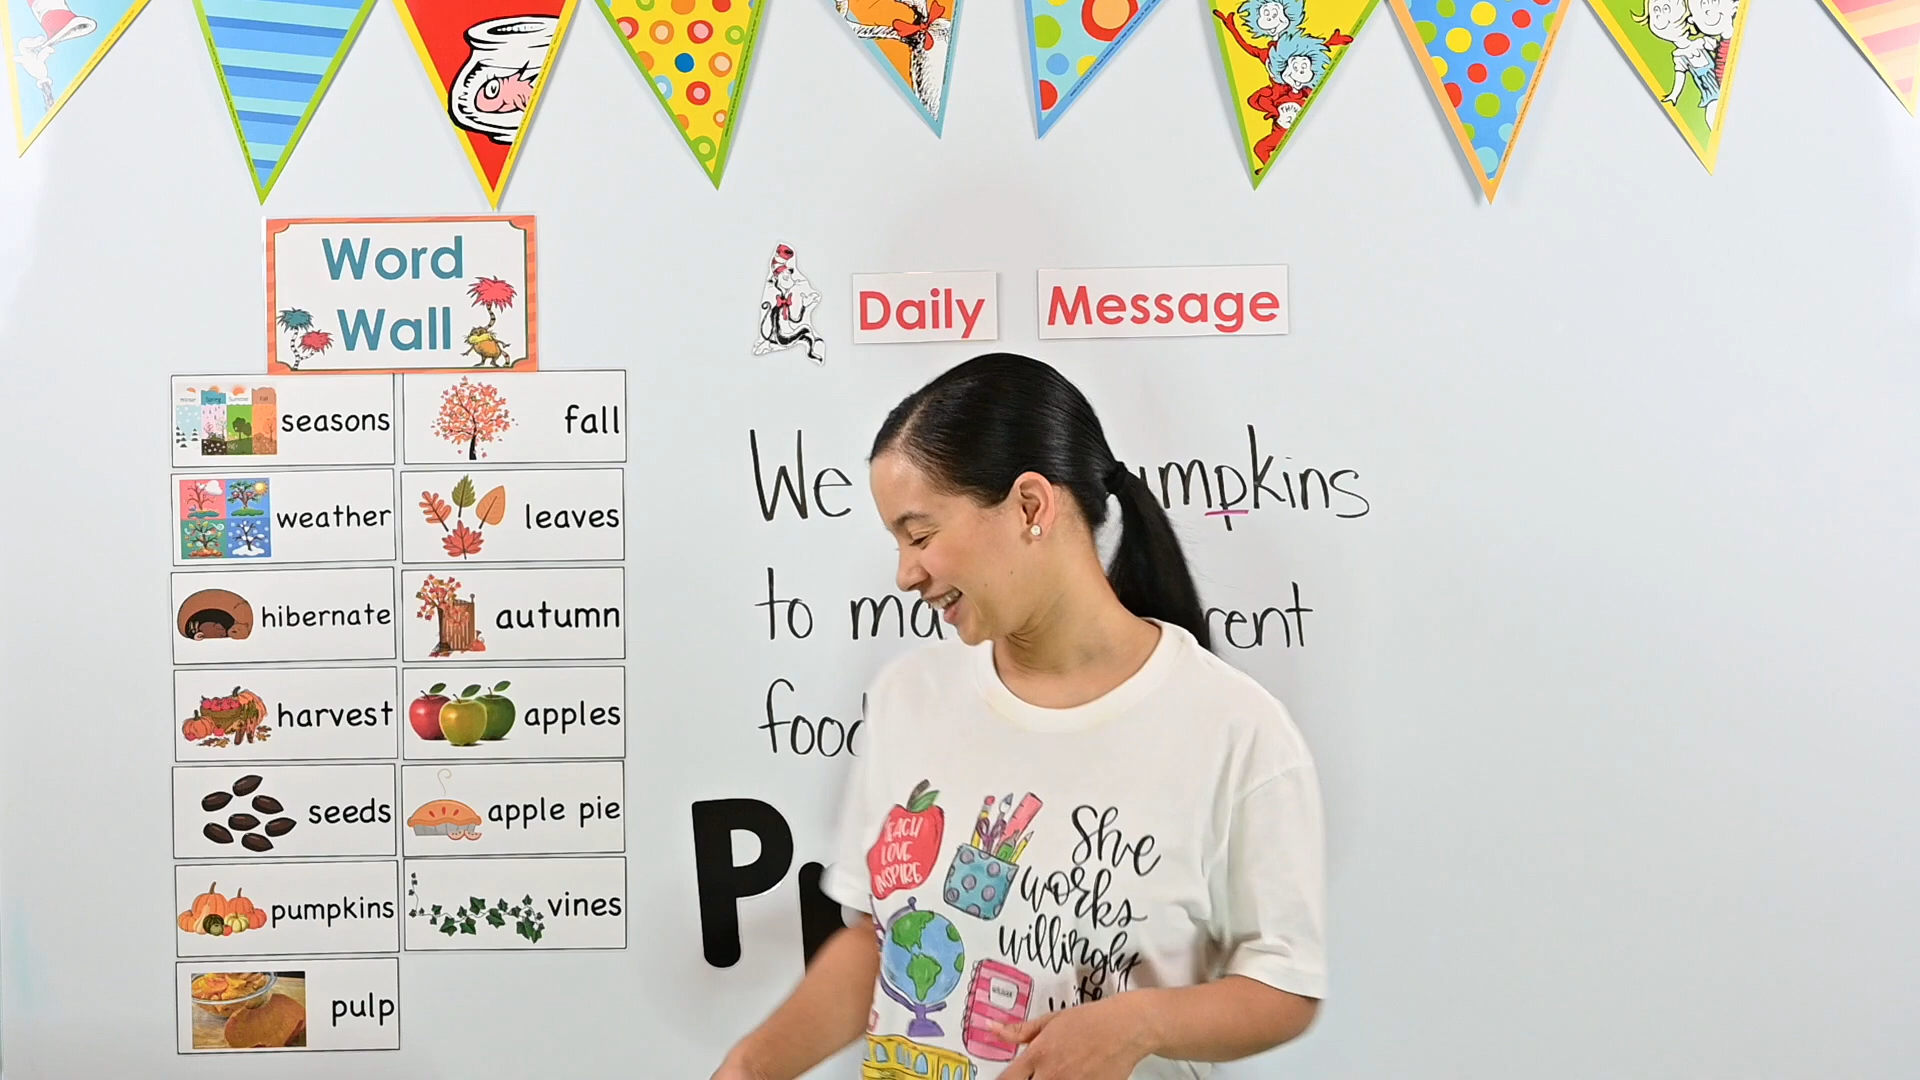 Word
Wall
seasons
fall
weather
leaves
hibernate
autumn
harvest
apples
seeds
apple pie
pumpkins
vines
pulp
Daily Message
We umpkins
to ma rent
food
P
TEACH
LOVE
INSPIRE
She
works
willingly